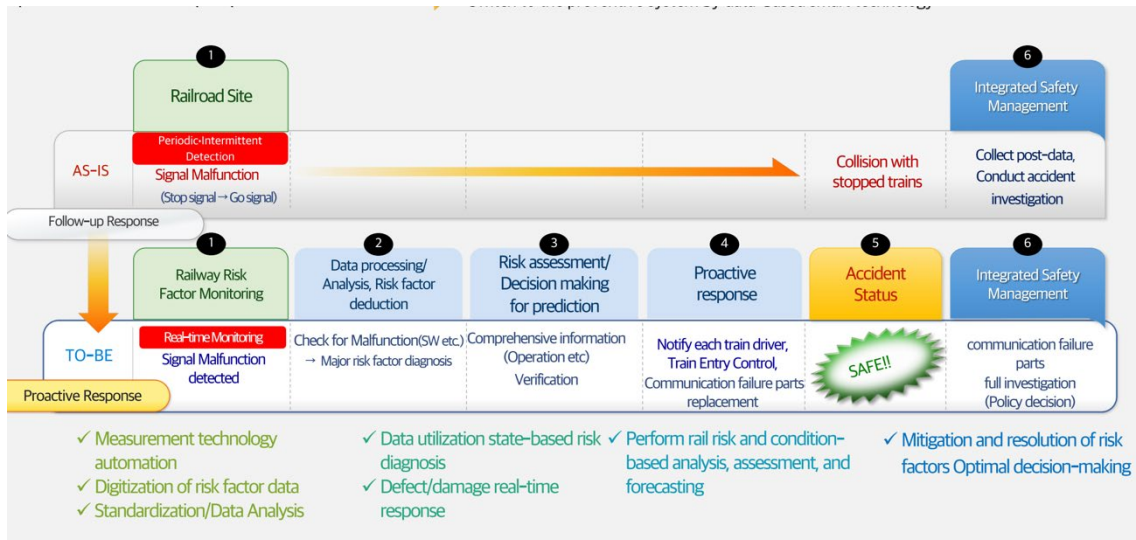 1
6
Railroad Site
Integrated Safety
Management
Periodic-Intermittent
Detection
AS-IS
Signal Malfunction
(Stop signal → Go signal)
Collision with
stopped trains
Collect post-data,
Conduct accident
investigation
Follow-up Response
1
2
3
4
5
6
Railway Risk
Factor Monitoring
Data processing/
Analysis, Risk factor
deduction
Risk assessment/
Decision making
for prediction
Proactive
response
Accident
Status
Integrated Safety
Management
TO-BE
Real-time Monitoring
Signal Malfunction
detected
Check for Malfunction(SW etc.)
→ Major risk factor diagnosis
Comprehensive information
(Operation etc)
Verification
Notify each train driver,
Train Entry Control,
Communication failure parts
replacement
SAFE!!
communication failure
parts
full investigation
(Policy decision)
Proactive Response
✓ Measurement technology
automation
✓ Digitization of risk factor data
✓ Standardization/Data Analysis
✓ Data utilization state-based risk
diagnosis
✓ Defect/damage real-time
response
✓ Perform rail risk and condition-
based analysis, assessment, and
forecasting
✓ Mitigation and resolution of risk
factors Optimal decision-making